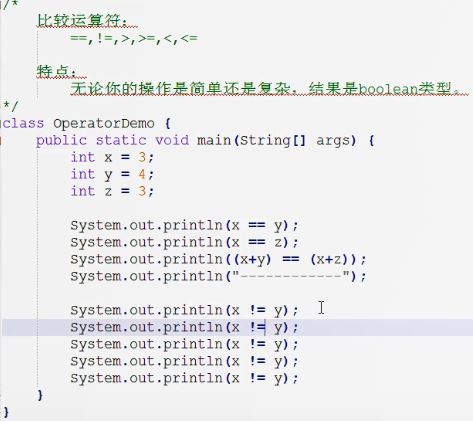 /*
比较运算符:
==,!=,>,>=,<,<=
特点:
无论你的操作是简单还是复杂，结果是boolean类型。
*/
class OperatorDemo {
public static void main(String[] args) {
int x = 3;
int y = 4;
int z = 3;
System.out.println(x == y);
System.out.println(x == z);
System.out.println((x+y) == (x+z));
System.out.println("------------");
System.out.println(x != y);
System.out.println(x != y);
System.out.println(x != y);
System.out.println(x != y);
System.out.println(x != y);
}
}